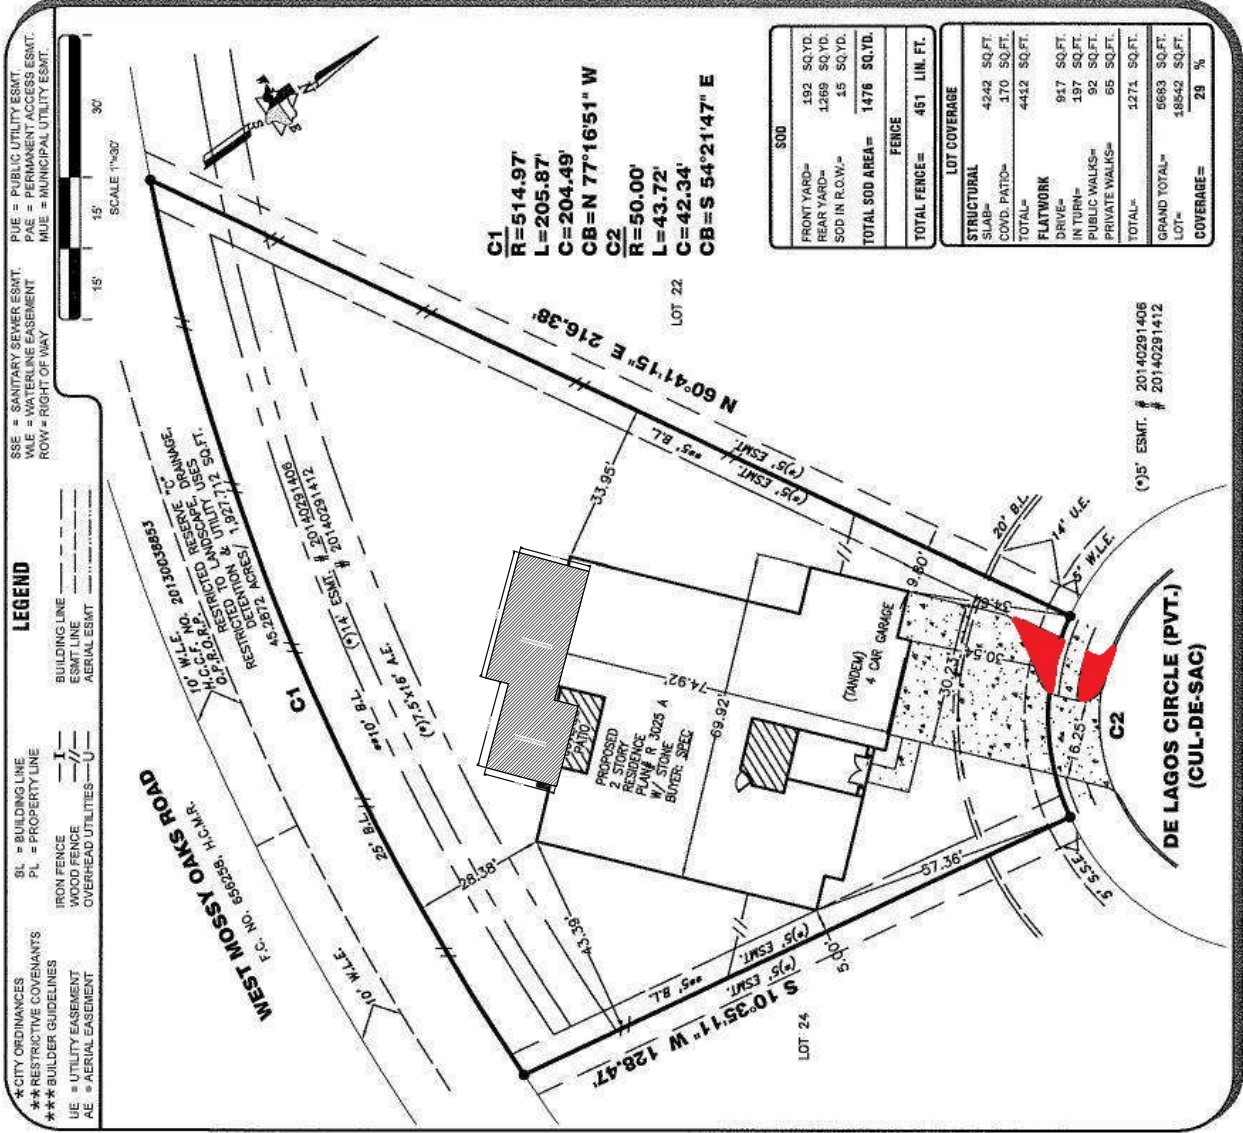 *CITY ORDINANCES
**RESTRICTIVE COVENANTS
***BUILDER GUIDELINES
UE = UTILITY EASEMENT
AE = AERIAL EASEMENT
BL = BUILDING LINE
PL = PROPERTY LINE
IRON FENCE I
WOOD FENCE //
OVERHEAD UTILITIES U
LEGEND
BUILDING LINE
ESMT LINE
AERIAL ESMT
SSE = SANITARY SEWER ESMT.
WLE = WATERLINE EASEMENT
ROW = RIGHT OF WAY
PUE = PUBLIC UTILITY ESMT.
PAE = PERMANENT ACCESS ESMT.
MUE = MUNICIPAL UTILITY ESMT.
15' 15' 30'
SCALE 1"=30'
N
S
E
WEST MOSSY OAKS ROAD
F.C. NO. 656258, H.C.M.R.
10' W.L.E.
10' W.L.E.
H.C.C.F. NO. 20130038853
O.P.R.O.R.P.
RESTRICTED RESERVE "C"
RESTRICTED TO LANDSCAPE, DRAINAGE,
DETENTION & UTILITY USES
45.2872 ACRES/ 1,927,712 SQ.FT.
C1
25' B.L.
**10' B.L.
(*)14' ESMT. # 20140291406
# 20140291412
(*)7.5'x16' A.E.
28.38'
43.39'
S 10°35'11" W 128.47'
LOT 24
(*)5' ESMT.
(*)5' ESMT.
**5' B.L.
5.00'
57.36'
33.95'
PATIO
PROPOSED
2 STORY
RESIDENCE
PLAN# R 3025 A
W/ STONE
BUYER: SPEC
74.92'
69.92'
(TANDEM)
4 CAR GARAGE
9.80'
30.23'
30.54'
16.25'
N 60°41'15" E 216.38'
LOT 22
**5' B.L.
(*)5' ESMT.
(*)5' ESMT.
20' B.L.
14' U.E.
5' W.L.E.
5' S.S.E.
C2
DE LAGOS CIRCLE (PVT.)
(CUL-DE-SAC)
C1
R=514.97'
L=205.87'
C=204.49'
CB=N 77°16'51" W
C2
R=50.00'
L=43.72'
C=42.34'
CB=S 54°21'47" E
(*)5' ESMT. # 20140291406
# 20140291412
SOD
FRONT YARD= 192 SQ.YD.
REAR YARD= 1269 SQ.YD.
SOD IN R.O.W.= 15 SQ.YD.
TOTAL SOD AREA= 1476 SQ.YD.
FENCE
TOTAL FENCE= 451 LIN. FT.
LOT COVERAGE
STRUCTURAL
SLAB= 4242 SQ.FT.
COVD. PATIO= 170 SQ.FT.
TOTAL= 4412 SQ.FT.
FLATWORK
DRIVE= 917 SQ.FT.
IN TURN= 197 SQ.FT.
PUBLIC WALKS= 92 SQ.FT.
PRIVATE WALKS= 65 SQ.FT.
TOTAL= 1271 SQ.FT.
GRAND TOTAL= 5683 SQ.FT.
LOT= 18542 SQ.FT.
COVERAGE= 29 %